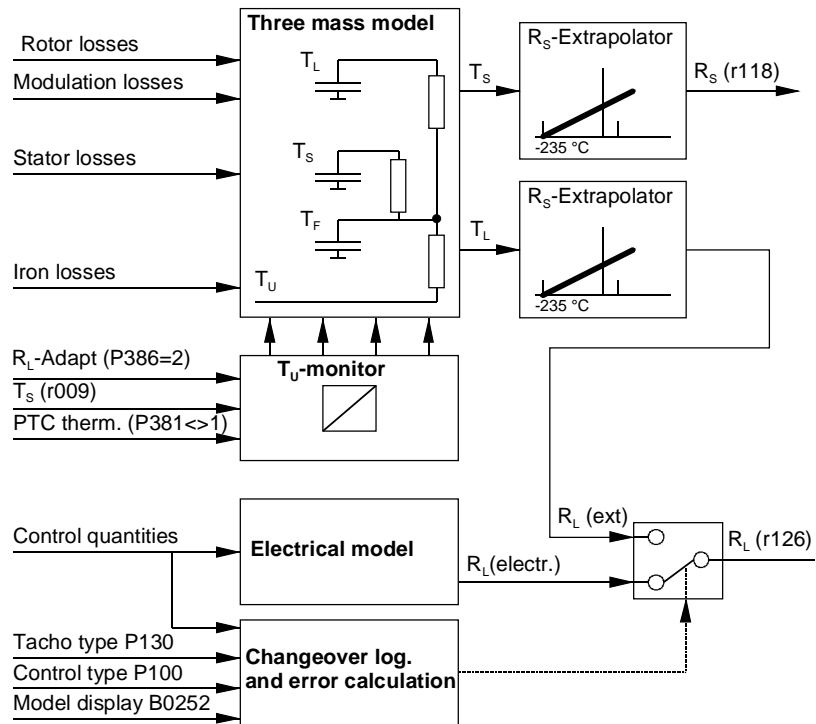 Three mass model
Rotor losses
Modulation losses
Stator losses
Iron losses
T_L
T_S
T_F
T_U
T_S
R_S-Extrapolator
-235 °C
R_S (r118)
T_L
R_S-Extrapolator
-235 °C
R_L-Adapt (P386=2)
T_S (r009)
PTC therm. (P381<>1)
T_U-monitor
Control quantities
Electrical model
R_L (ext)
R_L(electr.)
R_L (r126)
Tacho type P130
Control type P100
Model display B0252
Changeover log.
and error calculation